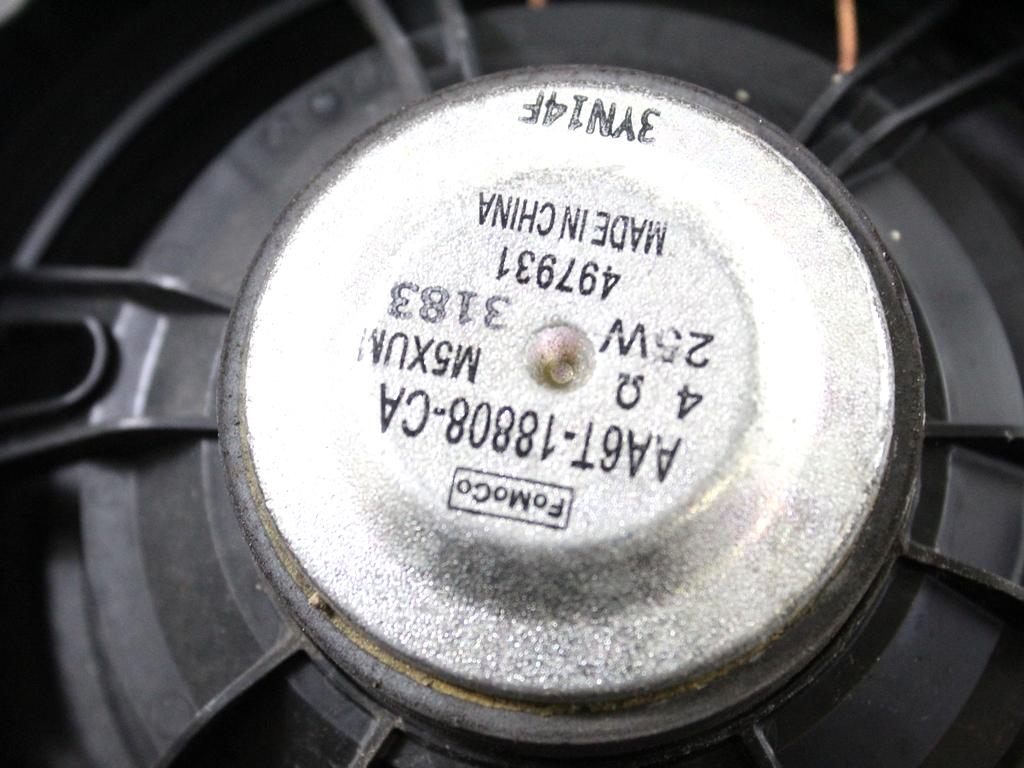 FoMoCo
AA6T-18808-CA
4 Ω M5XUM
25W 3183
497931
MADE IN CHINA
3YN14F